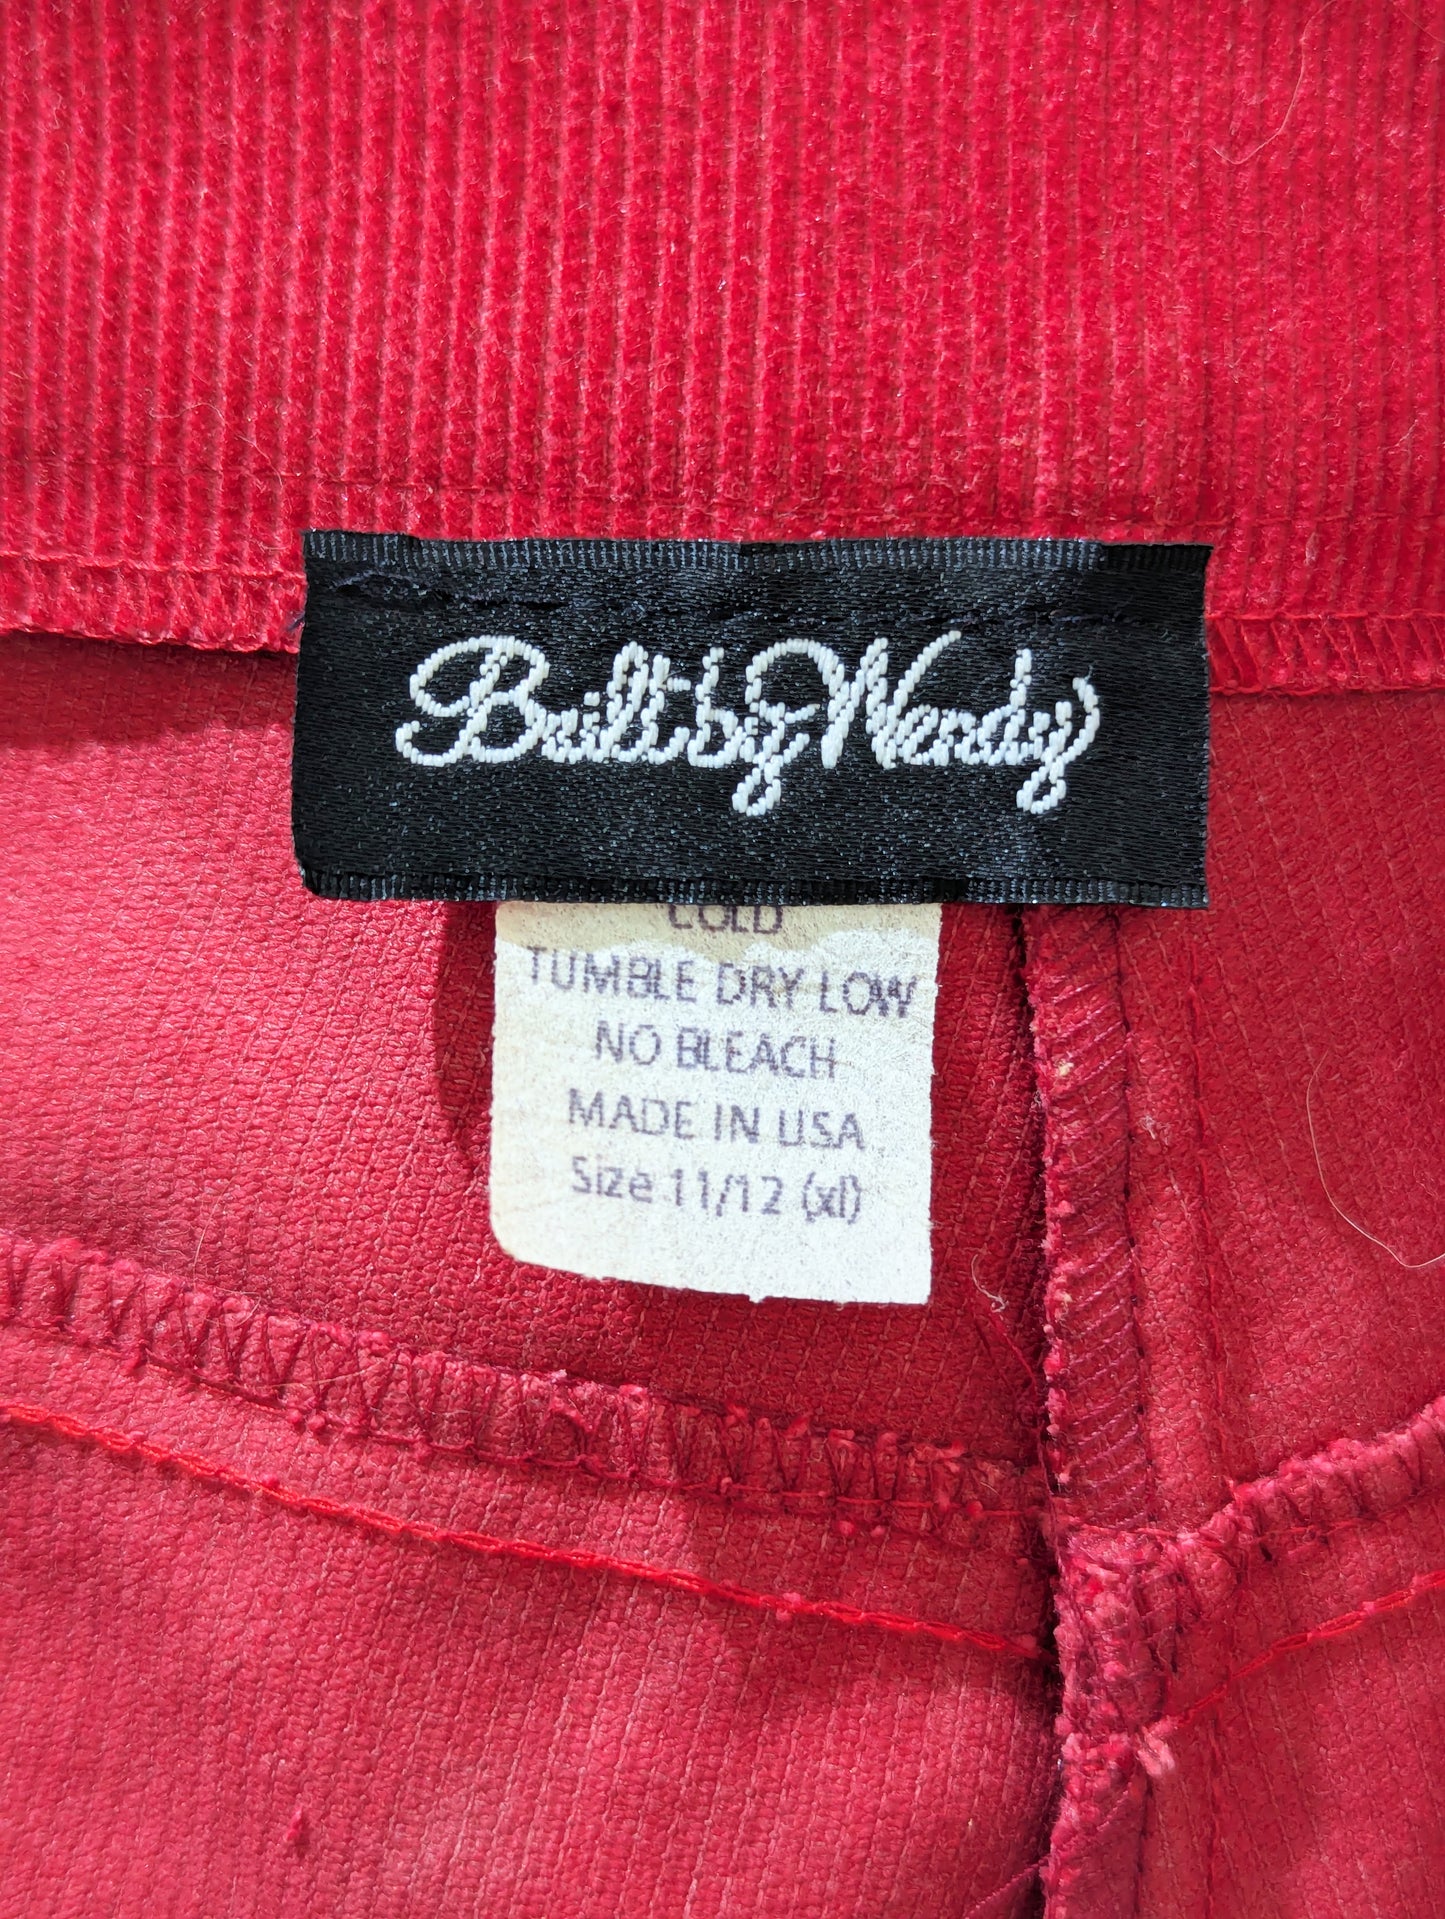 Built by Wendy
COLD
TUMBLE DRY LOW
NO BLEACH
MADE IN USA
Size 11/12 (xl)